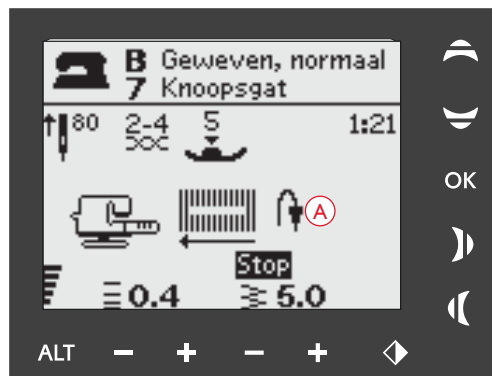 B Geweven, normaal
7 Knoopsgat
80 2-4 5 1:21
A
Stop
0.4 5.0
OK
ALT - + - +